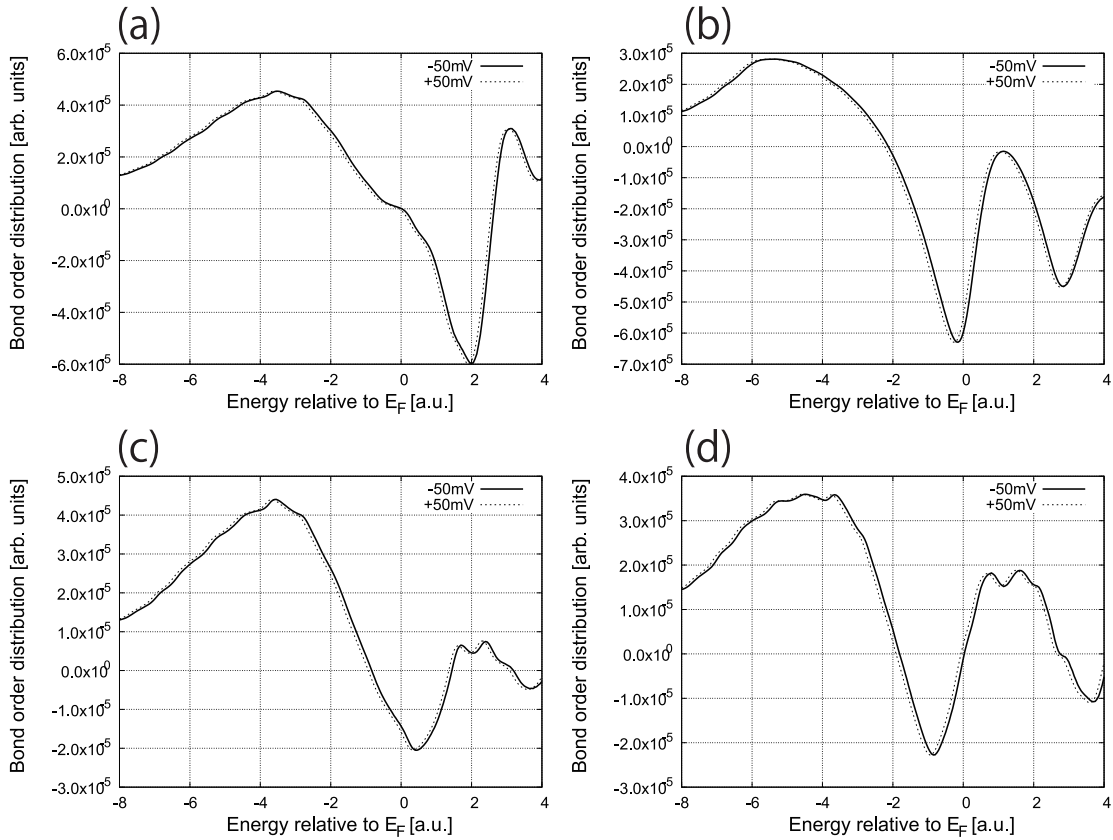 (a)
Bond order distribution [arb. units]
6.0x10⁻⁵
4.0x10⁻⁵
2.0x10⁻⁵
0.0x10⁰
-2.0x10⁻⁵
-4.0x10⁻⁵
-6.0x10⁻⁵
-50mV
+50mV
-8 -6 -4 -2 0 2 4
Energy relative to E_F [a.u.]
(b)
Bond order distribution [arb. units]
3.0x10⁻⁵
2.0x10⁻⁵
1.0x10⁻⁵
0.0x10⁰
-1.0x10⁻⁵
-2.0x10⁻⁵
-3.0x10⁻⁵
-4.0x10⁻⁵
-5.0x10⁻⁵
-6.0x10⁻⁵
-7.0x10⁻⁵
-50mV
+50mV
-8 -6 -4 -2 0 2 4
Energy relative to E_F [a.u.]
(c)
Bond order distribution [arb. units]
5.0x10⁻⁵
4.0x10⁻⁵
3.0x10⁻⁵
2.0x10⁻⁵
1.0x10⁻⁵
0.0x10⁰
-1.0x10⁻⁵
-2.0x10⁻⁵
-3.0x10⁻⁵
-50mV
+50mV
-8 -6 -4 -2 0 2 4
Energy relative to E_F [a.u.]
(d)
Bond order distribution [arb. units]
4.0x10⁻⁵
3.0x10⁻⁵
2.0x10⁻⁵
1.0x10⁻⁵
0.0x10⁰
-1.0x10⁻⁵
-2.0x10⁻⁵
-3.0x10⁻⁵
-50mV
+50mV
-8 -6 -4 -2 0 2 4
Energy relative to E_F [a.u.]